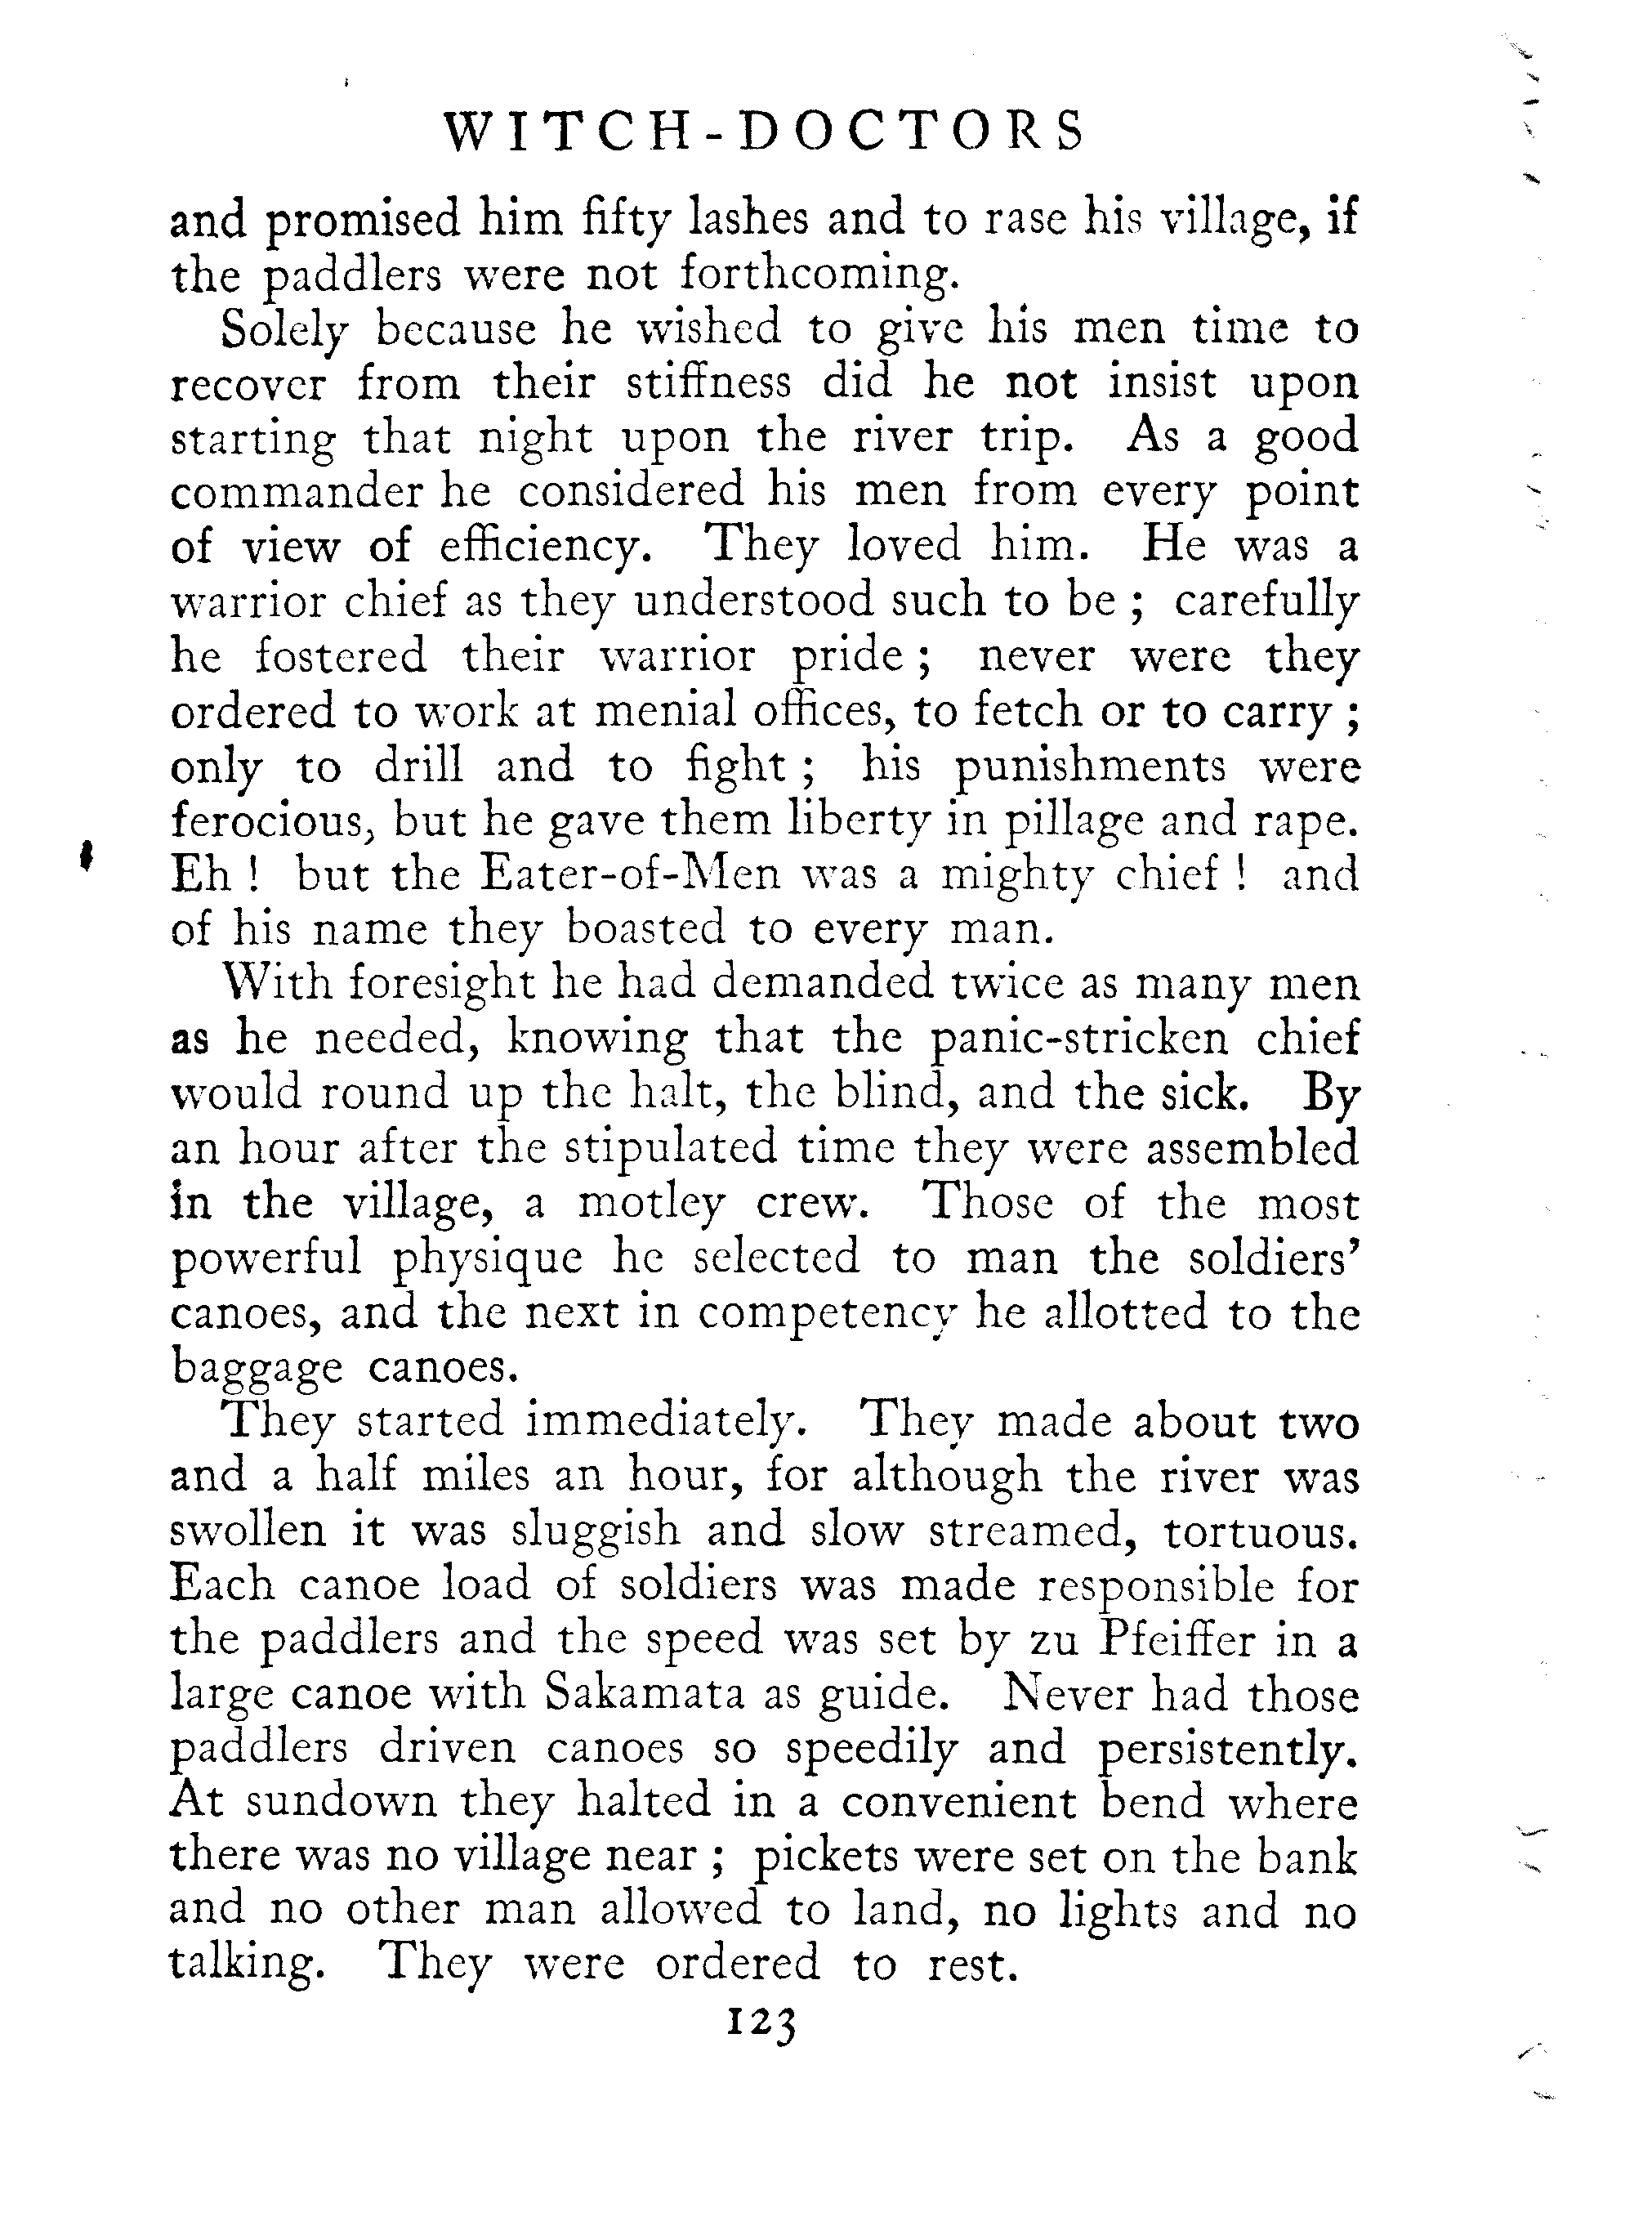 WITCH-DOCTORS
and promised him fifty lashes and to rase his village, if
the paddlers were not forthcoming.
Solely because he wished to give his men time to
recover from their stiffness did he not insist upon
starting that night upon the river trip. As a good
commander he considered his men from every point
of view of efficiency. They loved him. He was a
warrior chief as they understood such to be ; carefully
he fostered their warrior pride ; never were they
ordered to work at menial offices, to fetch or to carry ;
only to drill and to fight ; his punishments were
ferocious, but he gave them liberty in pillage and rape.
Eh ! but the Eater-of-Men was a mighty chief ! and
of his name they boasted to every man.
With foresight he had demanded twice as many men
as he needed, knowing that the panic-stricken chief
would round up the halt, the blind, and the sick. By
an hour after the stipulated time they were assembled
in the village, a motley crew. Those of the most
powerful physique he selected to man the soldiers’
canoes, and the next in competency he allotted to the
baggage canoes.
They started immediately. They made about two
and a half miles an hour, for although the river was
swollen it was sluggish and slow streamed, tortuous.
Each canoe load of soldiers was made responsible for
the paddlers and the speed was set by zu Pfeiffer in a
large canoe with Sakamata as guide. Never had those
paddlers driven canoes so speedily and persistently.
At sundown they halted in a convenient bend where
there was no village near ; pickets were set on the bank
and no other man allowed to land, no lights and no
talking. They were ordered to rest.
123